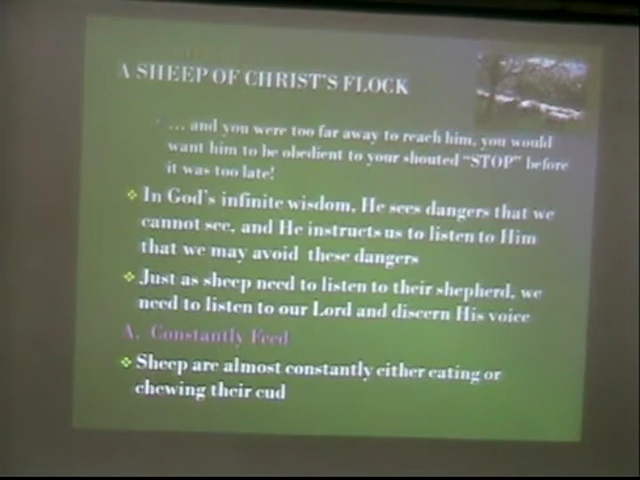 A SHEEP OF CHRIST'S FLOCK
... and you were too far away to reach him, you would
want him to be obedient to your shouted "STOP" before
it was too late!
In God's infinite wisdom, He sees dangers that we
cannot see, and He instructs us to listen to Him
that we may avoid these dangers
Just as sheep need to listen to their shepherd, we
need to listen to our Lord and discern His voice
A. Constantly Feed
Sheep are almost constantly either eating or
chewing their cud